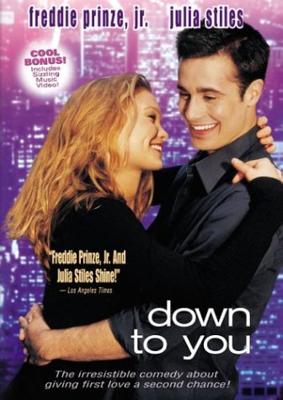 freddie prinze, jr. julia stiles
COOL
BONUS!
Includes
Sizzling
Music
Video!
"Freddie Prinze, Jr. And
Julia Stiles Shine!"
— Los Angeles Times
down
to you
The irresistible comedy about
giving first love a second chance!